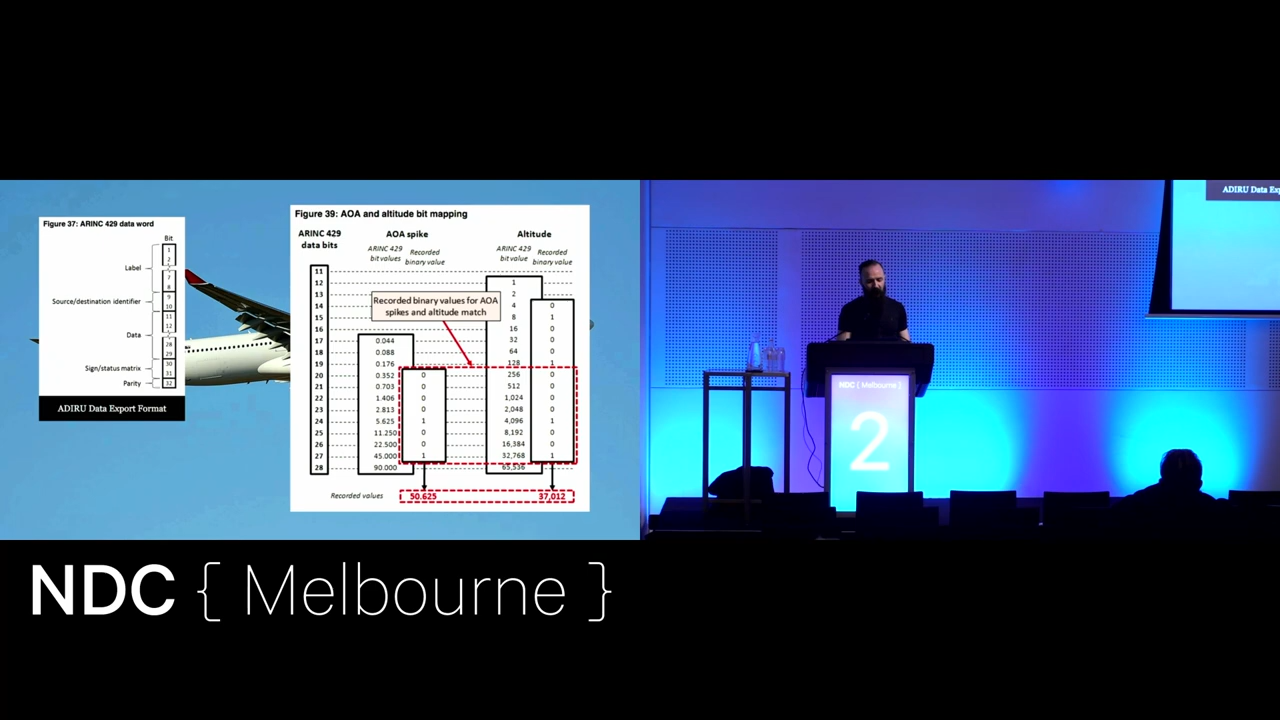 Figure 37: ARINC 429 data word
Bit
1
2
Label
7
8
Source/destination identifier
9
10
11
12
Data
28
29
30
Sign/status matrix
31
Parity
32
ADIRU Data Export Format
Figure 39: AOA and altitude bit mapping
ARINC 429 data bits
AOA spike
Altitude
ARINC 429 bit values
Recorded binary value
ARINC 429 bit value
Recorded binary value
Recorded binary values for AOA
spikes and altitude match
11
12 1
13 2
14 4 0
15 8 1
16 16 0
17 0.044 32 0
18 0.088 64 0
19 0.176 128 1
20 0.352 0 256 0
21 0.703 0 512 0
22 1.406 0 1,024 0
23 2.813 0 2,048 0
24 5.625 1 4,096 1
25 11.250 0 8,192 0
26 22.500 0 16,384 0
27 45.000 1 32,768 1
28 90.000 65,536
Recorded values 50.625 37,012
ADIRU Data Exp
NDC { Melbourne }
2
NDC { Melbourne }